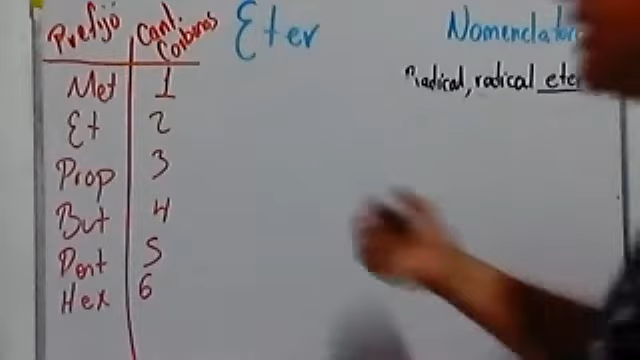 Prefijo Cant. Carbonos
Met 1
Et 2
Prop 3
But 4
Pent 5
Hex 6
Eter
Radical, radical eter